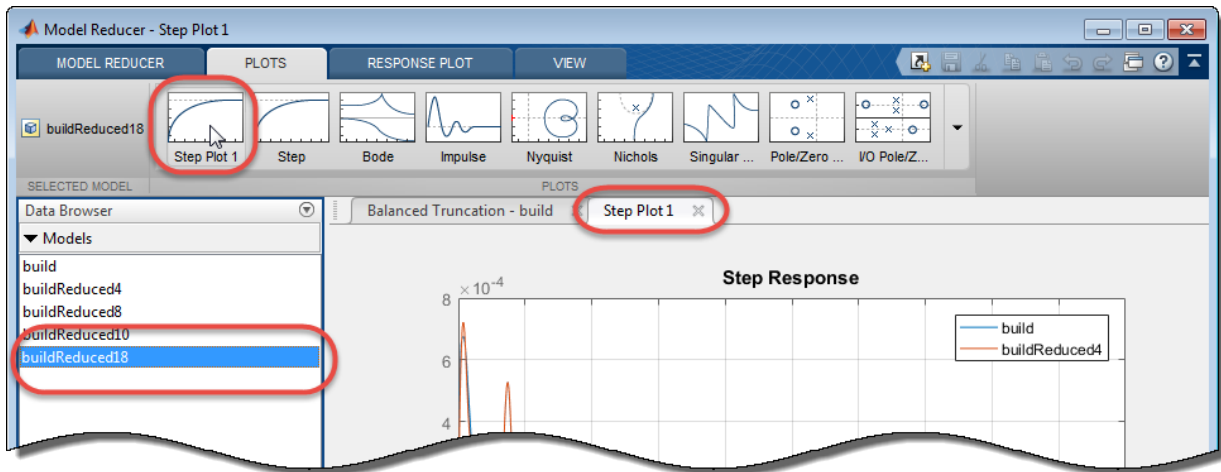 Model Reducer - Step Plot 1
MODEL REDUCER PLOTS RESPONSE PLOT VIEW
buildReduced18
Step Plot 1 Step Bode Impulse Nyquist Nichols Singular ... Pole/Zero ... I/O Pole/Z...
SELECTED MODEL PLOTS
Data Browser
Balanced Truncation - build Step Plot 1
Models
build
buildReduced4
buildReduced8
buildReduced10
buildReduced18
Step Response
×10⁻⁴
8
build
buildReduced4
6
4